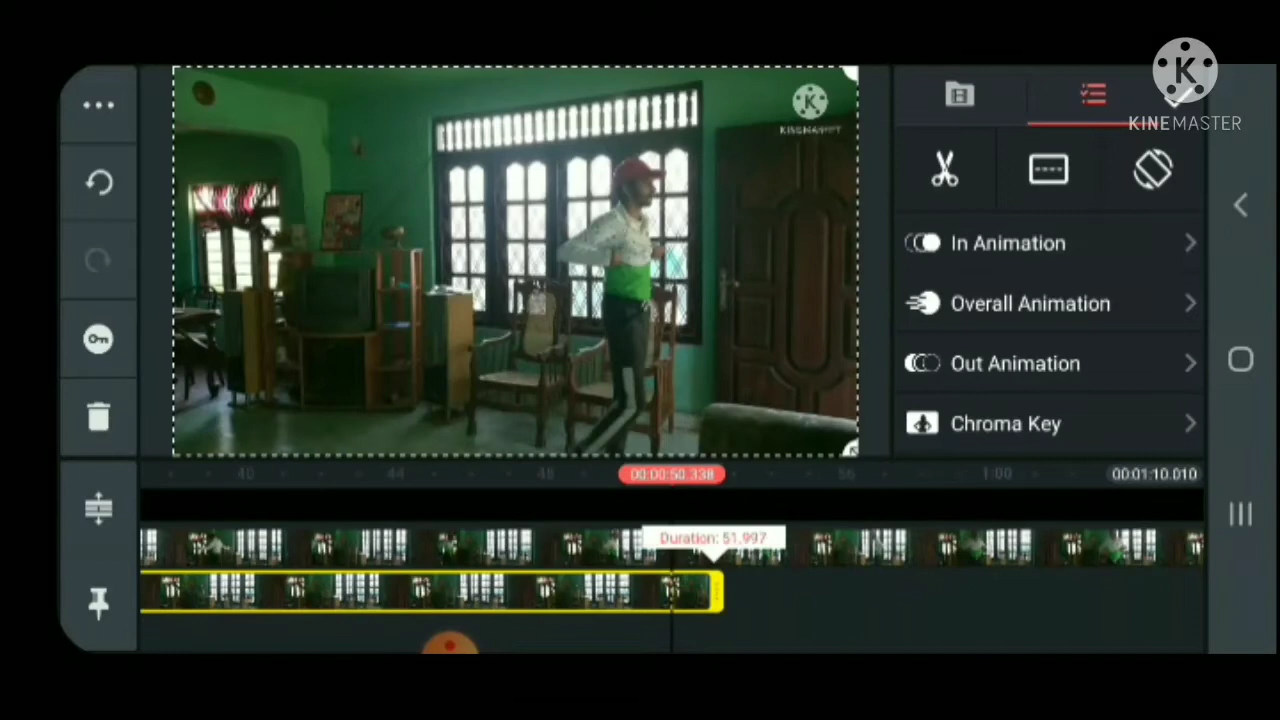 KINEMASTER
KINEMASTER
In Animation
Overall Animation
Out Animation
Chroma Key
40
44
48
00:00:50.338
56
1:00
00:01:10.010
Duration: 51.997